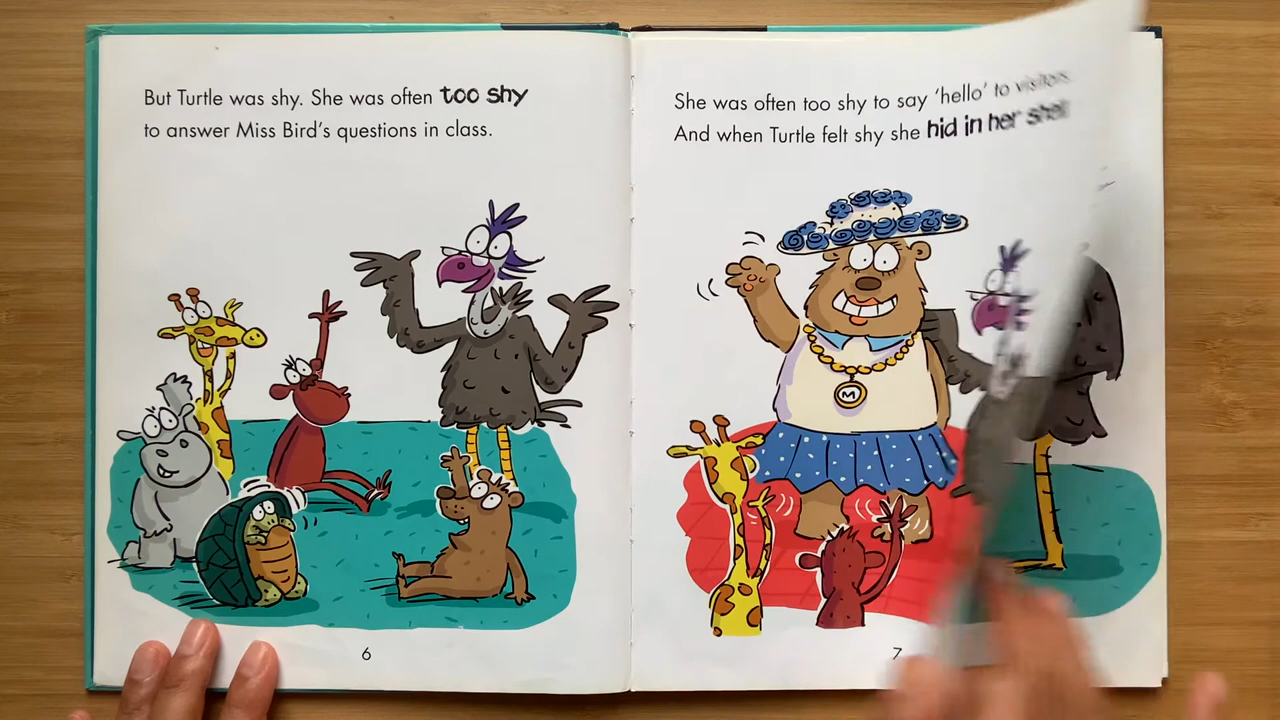 But Turtle was shy. She was often too shy
to answer Miss Bird's questions in class.
She was often too shy to say 'hello' to visitors.
And when Turtle felt shy she hid in her shell
M
6
7